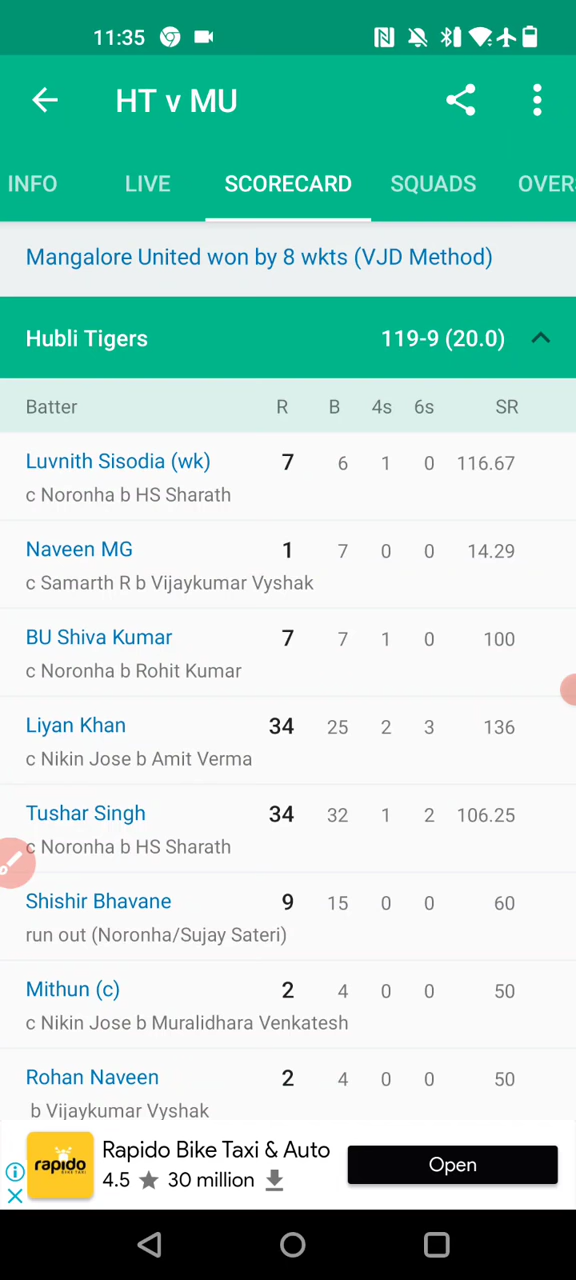 11:35
HT v MU
INFO LIVE SCORECARD SQUADS OVER
Mangalore United won by 8 wkts (VJD Method)
Hubli Tigers 119-9 (20.0)
Batter R B 4s 6s SR
Luvnith Sisodia (wk) 7 6 1 0 116.67
c Noronha b HS Sharath
Naveen MG 1 7 0 0 14.29
c Samarth R b Vijaykumar Vyshak
BU Shiva Kumar 7 7 1 0 100
c Noronha b Rohit Kumar
Liyan Khan 34 25 2 3 136
c Nikin Jose b Amit Verma
Tushar Singh 34 32 1 2 106.25
c Noronha b HS Sharath
Shishir Bhavane 9 15 0 0 60
run out (Noronha/Sujay Sateri)
Mithun (c) 2 4 0 0 50
c Nikin Jose b Muralidhara Venkatesh
Rohan Naveen 2 4 0 0 50
b Vijaykumar Vyshak
rapido
BIKE TAXI
Rapido Bike Taxi & Auto
4.5 ★ 30 million
Open